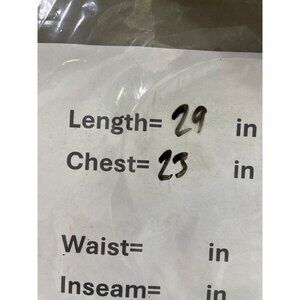 Length= 29 in
Chest= 23 in
Waist= in
Inseam= in